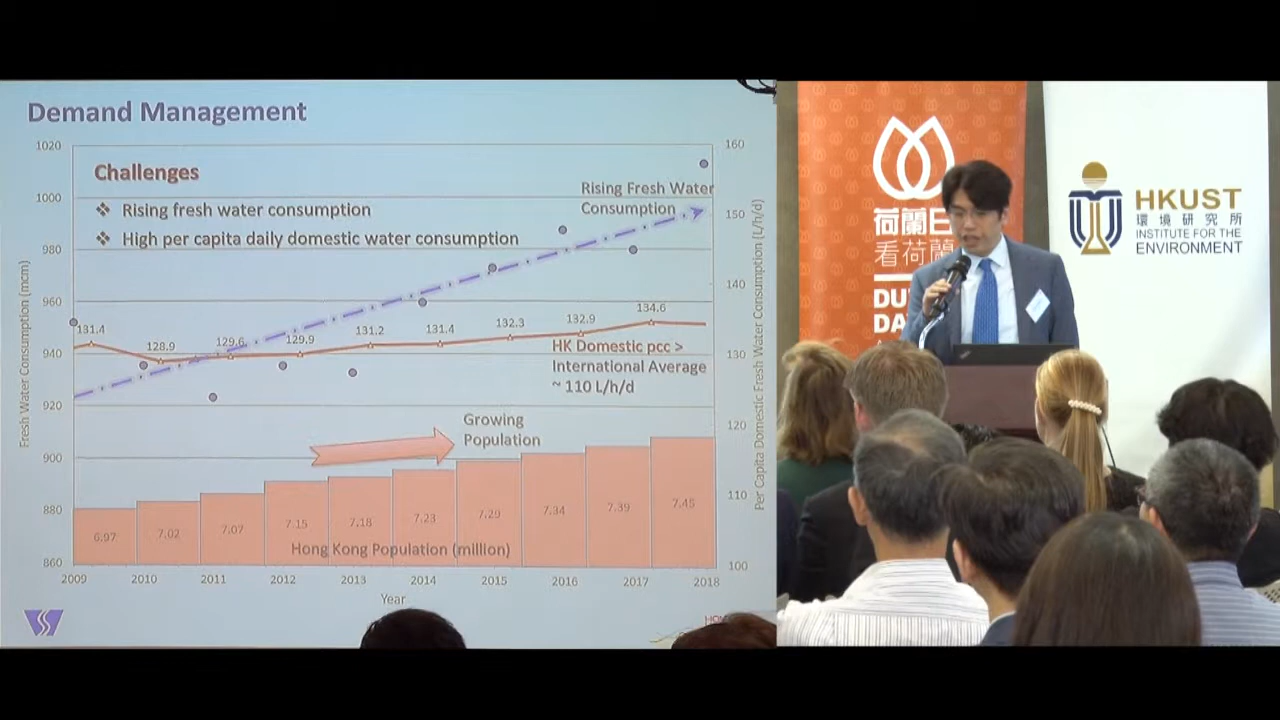 Demand Management
1020
1000
980
960
940
920
900
880
860
Fresh Water Consumption (mcm)
Challenges
❖ Rising fresh water consumption
❖ High per capita daily domestic water consumption
Rising Fresh Water
Consumption
131.4
128.9
129.6
129.9
131.2
131.4
132.3
132.9
134.6
HK Domestic pcc >
International Average
~ 110 L/h/d
Growing
Population
6.97
7.02
7.07
7.15
7.18
7.23
7.29
7.34
7.39
7.45
Hong Kong Population (million)
2009
2010
2011
2012
2013
2014
2015
2016
2017
2018
Year
160
150
140
130
120
110
100
Per Capita Domestic Fresh Water Consumption (L/h/d)
荷蘭日
看荷蘭
DU
DA
HKUST
環境研究所
INSTITUTE FOR THE
ENVIRONMENT